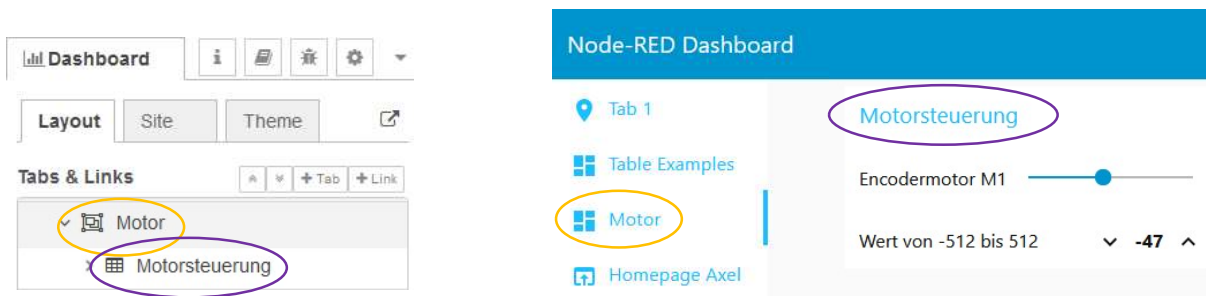 Dashboard
Layout Site Theme
Tabs & Links + Tab + Link
Motor
Motorsteuerung
Node-RED Dashboard
Tab 1
Table Examples
Motor
Homepage Axel
Motorsteuerung
Encodermotor M1
Wert von -512 bis 512 -47